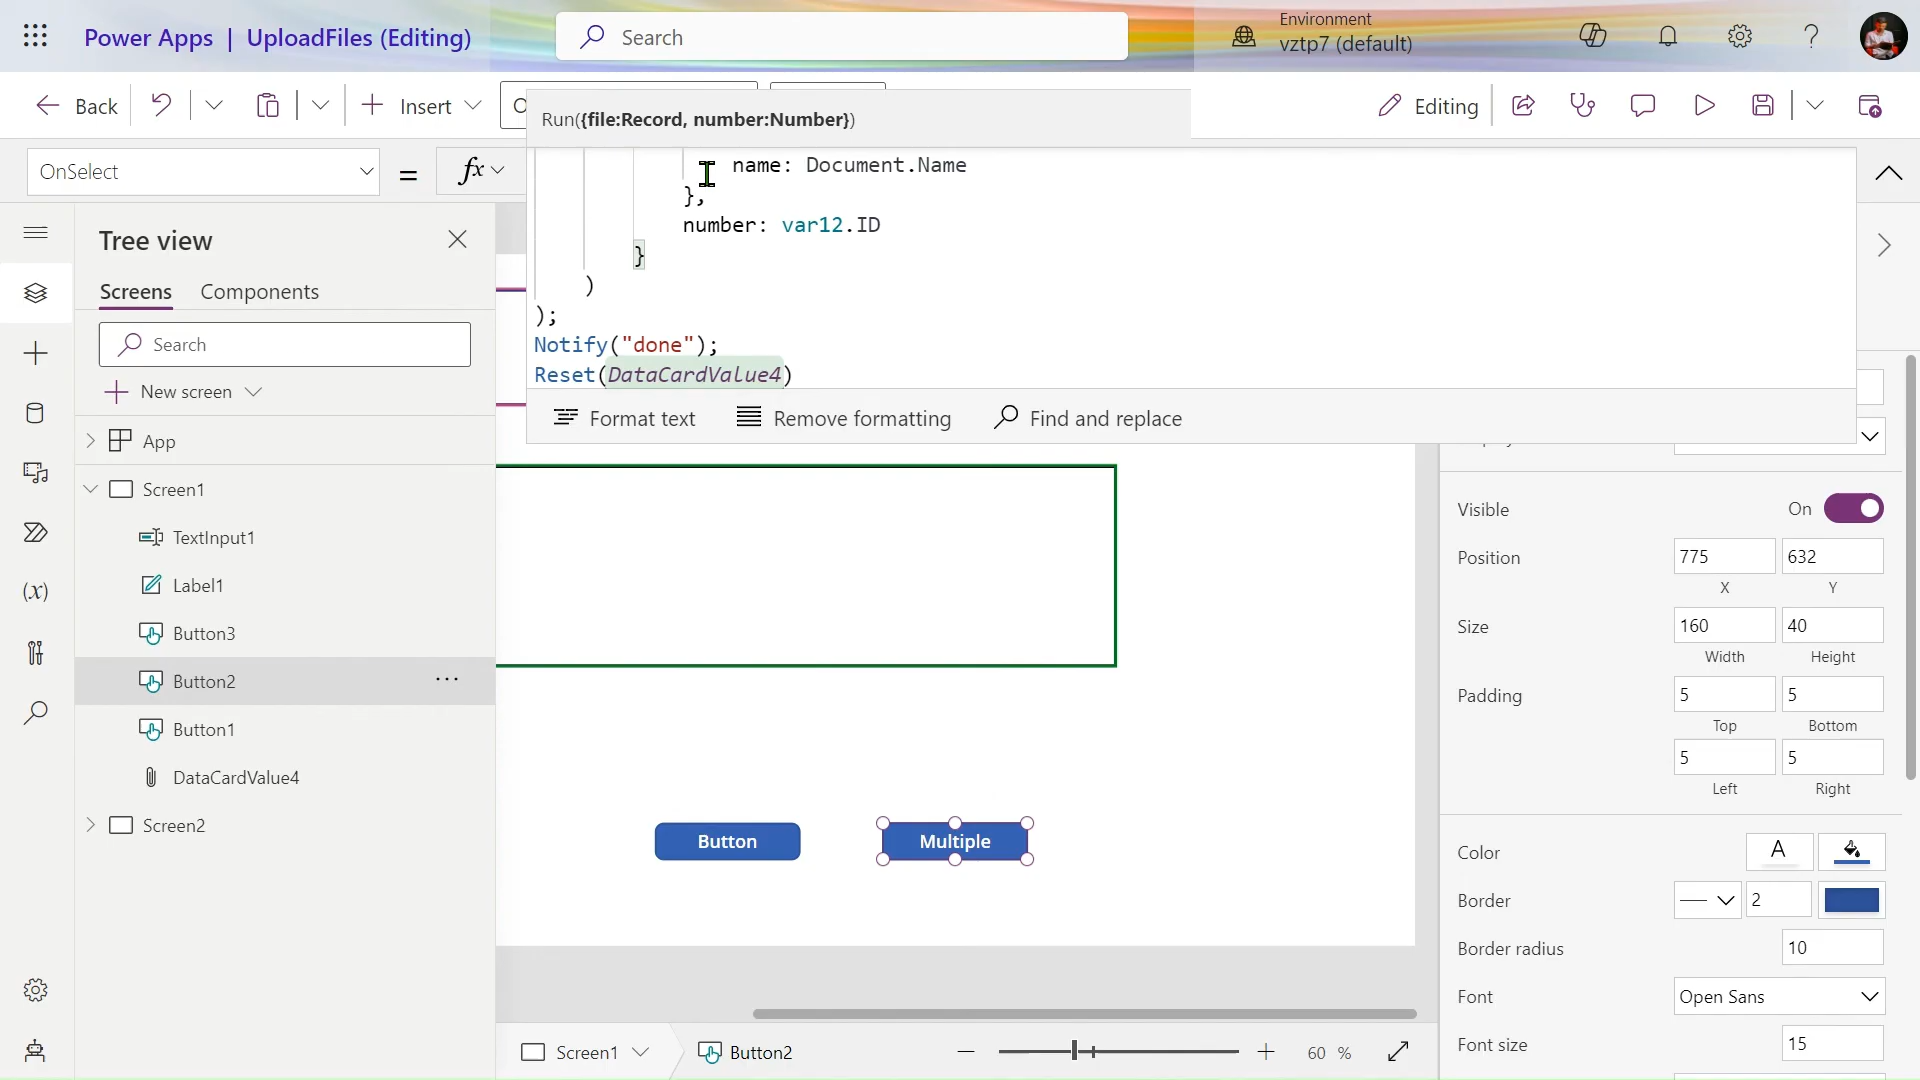 Power Apps | UploadFiles (Editing)
Search
Environment
vztp7 (default)
Back
Insert
Editing
Run({file:Record, number:Number})
OnSelect
=
fx
name: Document.Name
},
number: var12.ID
}
)
);
Notify("done");
Reset(DataCardValue4)
Format text
Remove formatting
Find and replace
Tree view
Screens
Components
Search
New screen
App
Screen1
TextInput1
Label1
Button3
Button2
Button1
DataCardValue4
Screen2
Button
Multiple
Visible
On
Position
775
632
X
Y
Size
160
40
Width
Height
Padding
5
5
Top
Bottom
5
5
Left
Right
Color
A
Border
2
Border radius
10
Font
Open Sans
Font size
15
Screen1
Button2
60 %